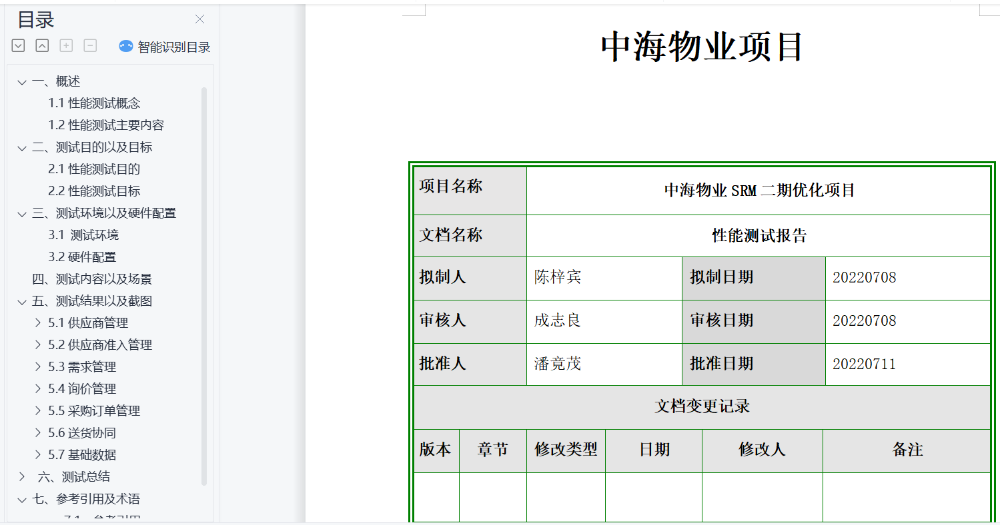 目录
智能识别目录
一、概述
1.1 性能测试概念
1.2 性能测试主要内容
二、测试目的以及目标
2.1 性能测试目的
2.2 性能测试目标
三、测试环境以及硬件配置
3.1 测试环境
3.2 硬件配置
四、测试内容以及场景
五、测试结果以及截图
5.1 供应商管理
5.2 供应商准入管理
5.3 需求管理
5.4 询价管理
5.5 采购订单管理
5.6 送货协同
5.7 基础数据
六、测试总结
七、参考引用及术语
7.1 参考引用
中海物业项目
项目名称 中海物业 SRM 二期优化项目
文档名称 性能测试报告
拟制人 陈梓宾 拟制日期 20220708
审核人 成志良 审核日期 20220708
批准人 潘竟茂 批准日期 20220711
文档变更记录
版本 章节 修改类型 日期 修改人 备注